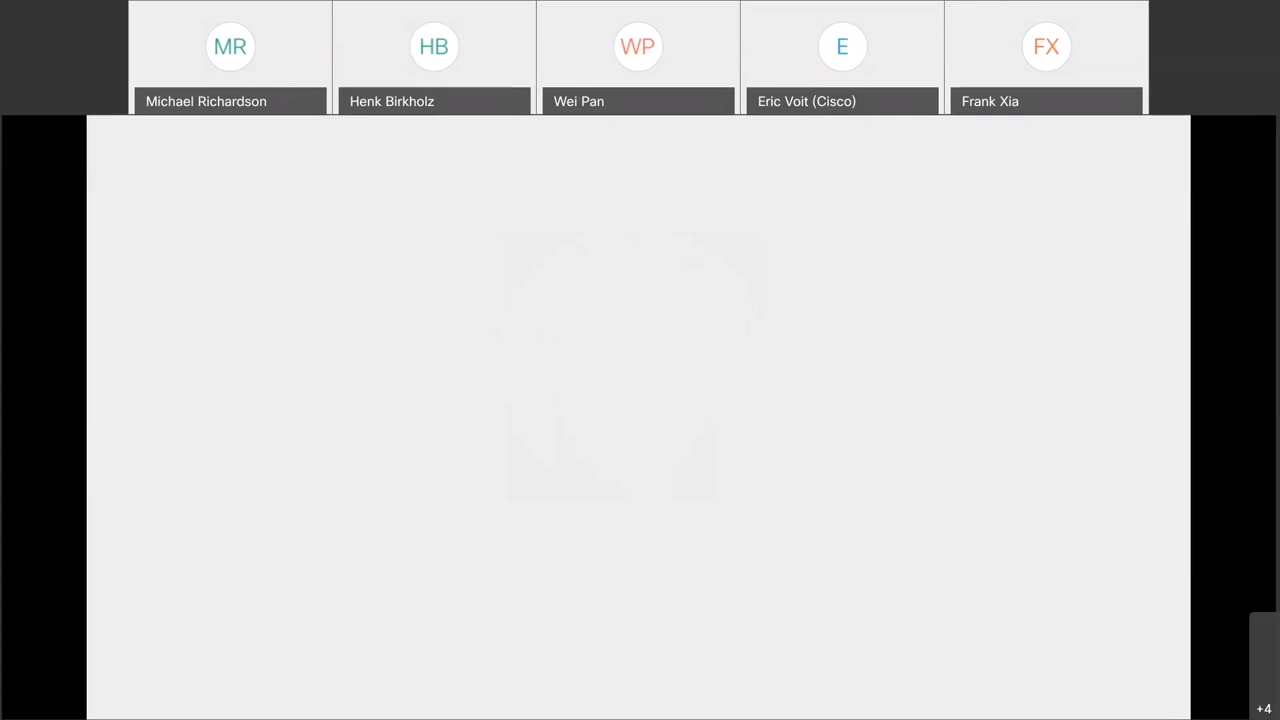 MR
HB
WP
E
FX
Michael Richardson
Henk Birkholz
Wei Pan
Eric Voit (Cisco)
Frank Xia
+4